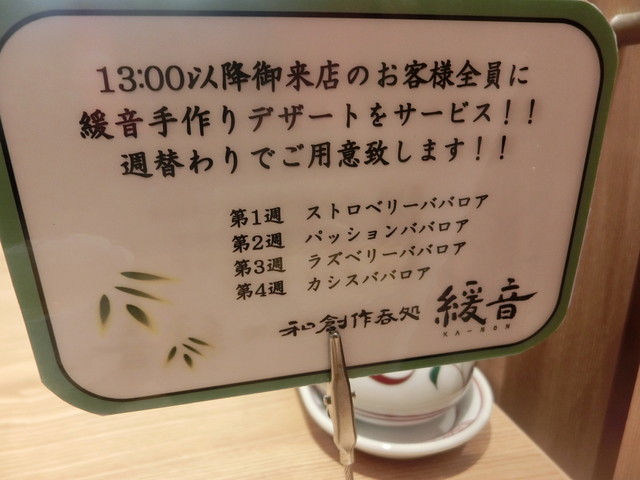 13:00以降御来店のお客様全員に
緩音手作りデザートをサービス!!
週替わりでご用意致します!!
第1週 ストロベリーババロア
第2週 パッションババロア
第3週 ラズベリーババロア
第4週 カシスババロア
和創作呑処 緩音
KA-NON